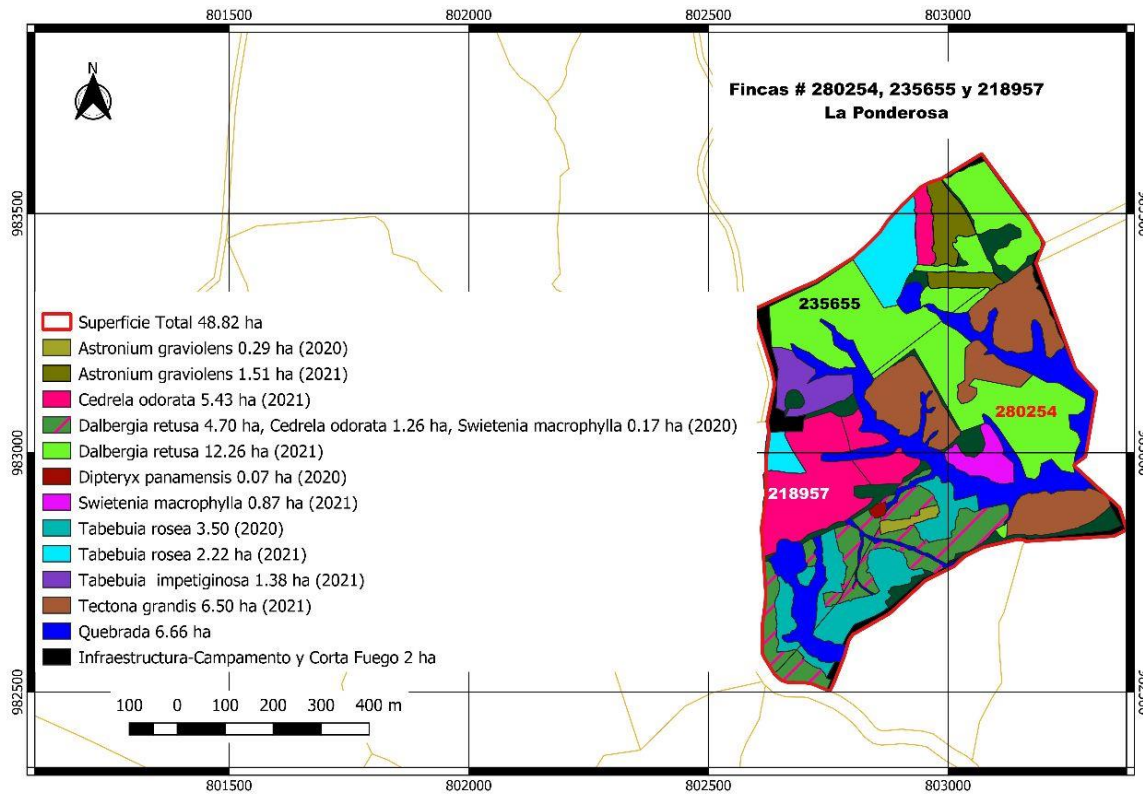 801500 802000 802500 803000
N
Fincas # 280254, 235655 y 218957
La Ponderosa
983500 983500
235655
Superficie Total 48.82 ha
Astronium graviolens 0.29 ha (2020)
Astronium graviolens 1.51 ha (2021)
Cedrela odorata 5.43 ha (2021)
280254
Dalbergia retusa 4.70 ha, Cedrela odorata 1.26 ha, Swietenia macrophylla 0.17 ha (2020)
Dalbergia retusa 12.26 ha (2021)
983000 983000
Dipteryx panamensis 0.07 ha (2020)
218957
Swietenia macrophylla 0.87 ha (2021)
Tabebuia rosea 3.50 (2020)
Tabebuia rosea 2.22 ha (2021)
Tabebuia impetiginosa 1.38 ha (2021)
Tectona grandis 6.50 ha (2021)
Quebrada 6.66 ha
Infraestructura-Campamento y Corta Fuego 2 ha
982500 982500
100 0 100 200 300 400 m
801500 802000 802500 803000